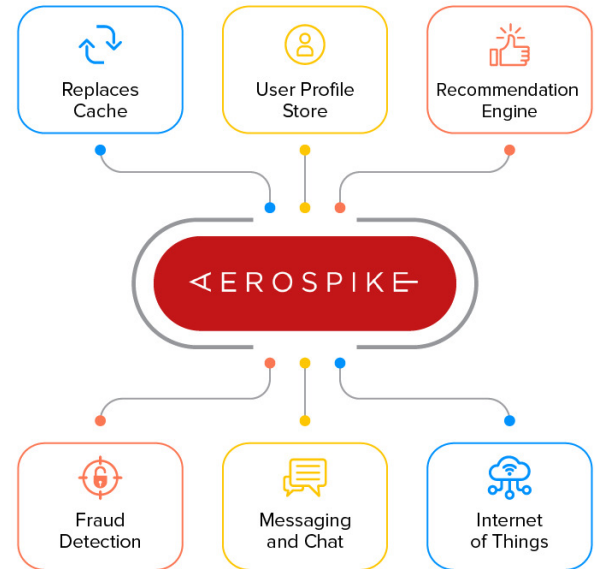 Replaces
Cache
User Profile
Store
Recommendation
Engine
AEROSPIKE
Fraud
Detection
Messaging
and Chat
Internet
of Things